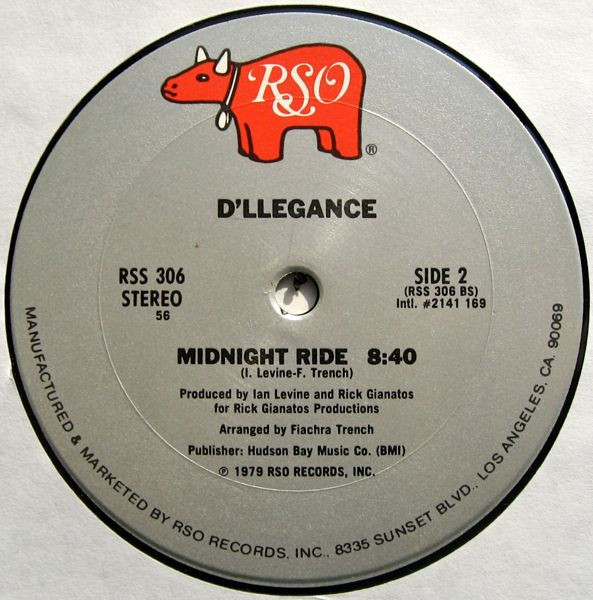 RSO
®
D'LLEGANCE
RSS 306
STEREO
56
SIDE 2
(RSS 306 BS)
Intl. #2141 169
MIDNIGHT RIDE 8:40
(I. Levine-F. Trench)
Produced by Ian Levine and Rick Gianatos
for Rick Gianatos Productions
Arranged by Fiachra Trench
Publisher: Hudson Bay Music Co. (BMI)
℗ 1979 RSO RECORDS, INC.
MANUFACTURED & MARKETED BY RSO RECORDS, INC., 8335 SUNSET BLVD., LOS ANGELES, CA. 90069